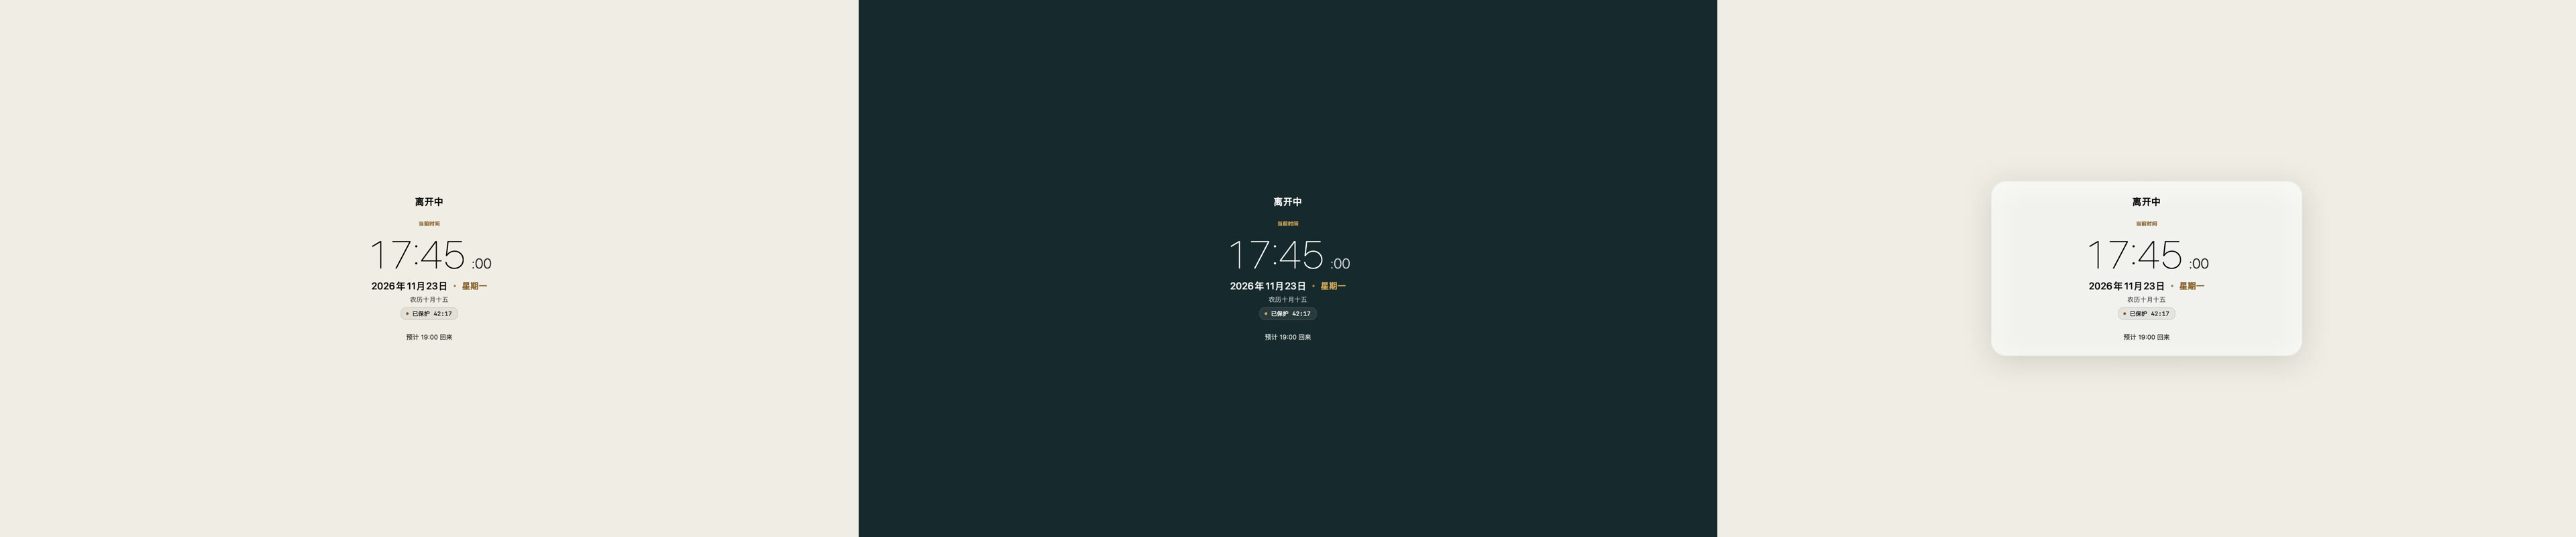 离开中
当前时间
17:45 :00
2026年11月23日 • 星期一
农历十月十五
• 已保护 42:17
预计 19:00 回来
离开中
当前时间
17:45 :00
2026年11月23日 • 星期一
农历十月十五
• 已保护 42:17
预计 19:00 回来
离开中
当前时间
17:45 :00
2026年11月23日 • 星期一
农历十月十五
• 已保护 42:17
预计 19:00 回来